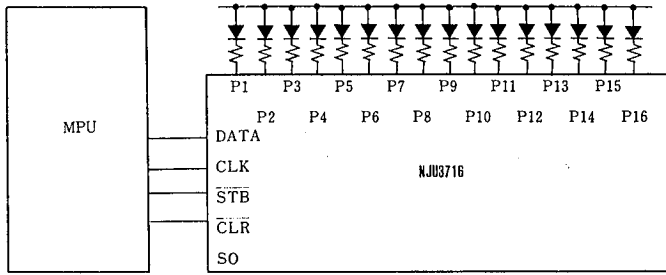 P1 P3 P5 P7 P9 P11 P13 P15
P2 P4 P6 P8 P10 P12 P14 P16
MPU
DATA
CLK
NJU3716
STB
CLR
SO